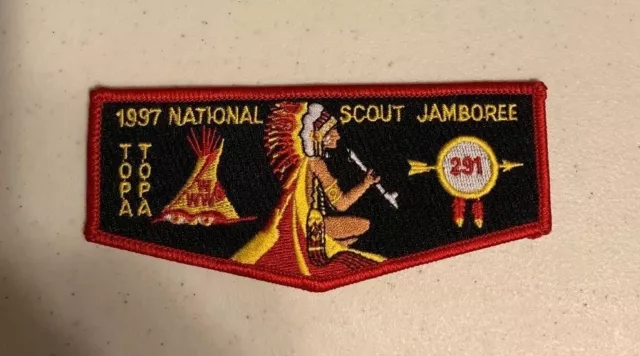 1997 NATIONAL SCOUT JAMBOREE
TOPA TOPA
WWW
291